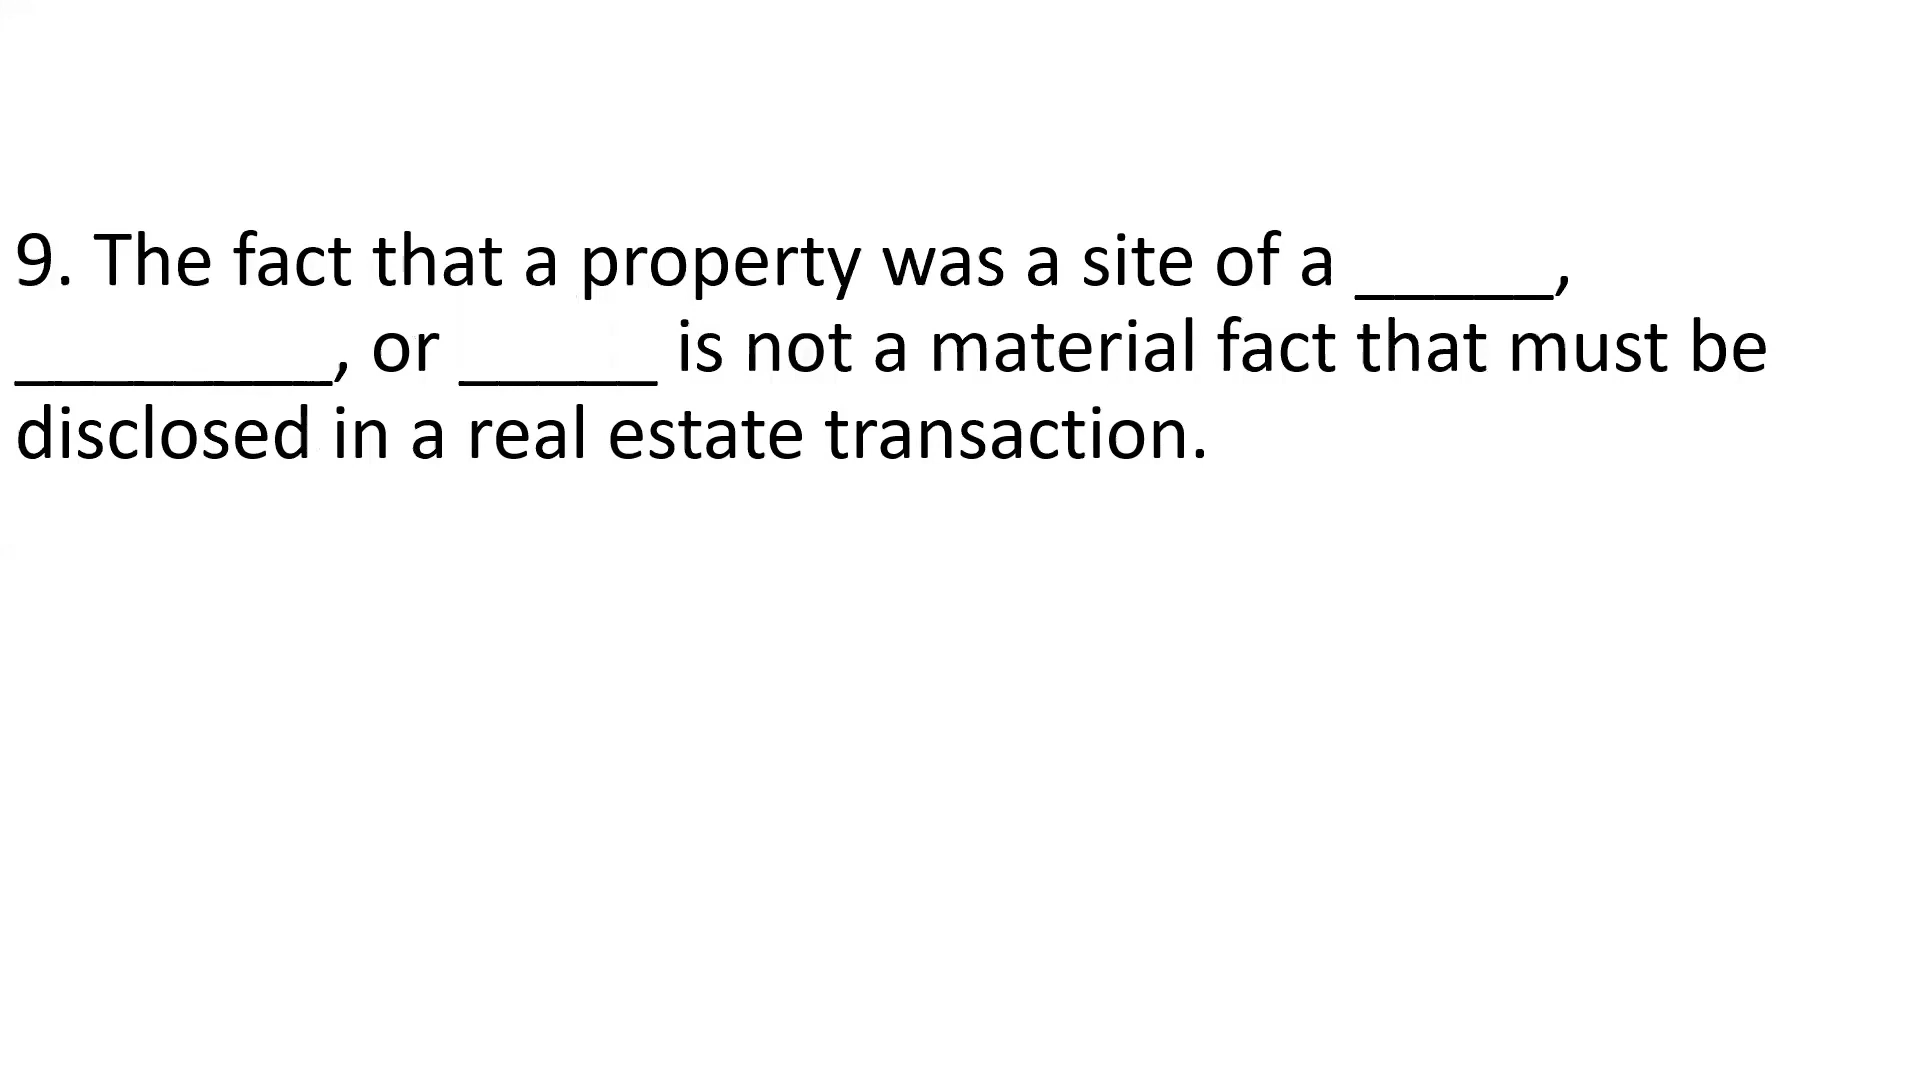 9. The fact that a property was a site of a _____,
________, or _____ is not a material fact that must be
disclosed in a real estate transaction.